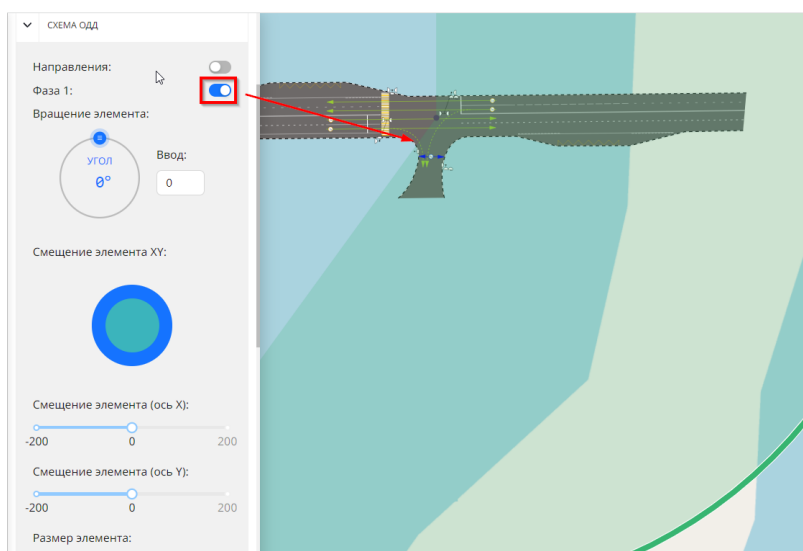 СХЕМА ОДД
Направления:
Фаза 1:
Вращение элемента:
УГОЛ
0°
Ввод:
0
Смещение элемента XY:
Смещение элемента (ось X):
-200 0 200
Смещение элемента (ось Y):
-200 0 200
Размер элемента: